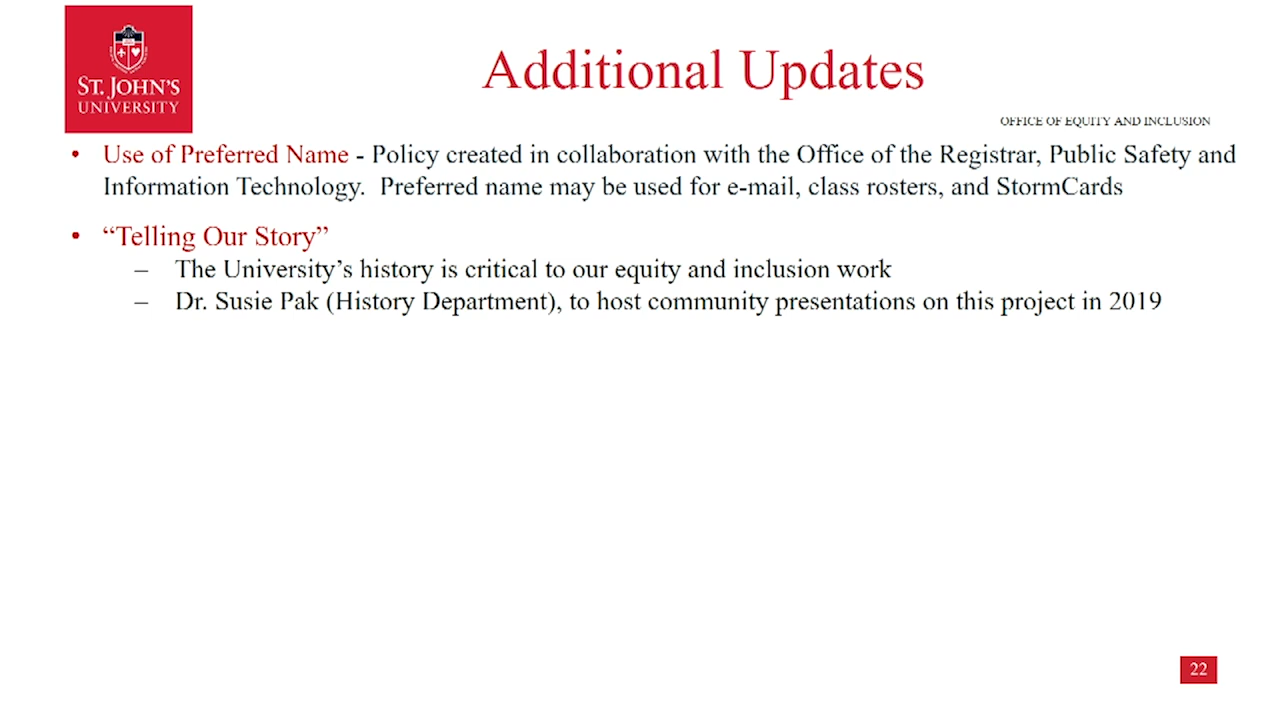 ST. JOHN'S
UNIVERSITY
Additional Updates
OFFICE OF EQUITY AND INCLUSION
• Use of Preferred Name - Policy created in collaboration with the Office of the Registrar, Public Safety and
Information Technology. Preferred name may be used for e-mail, class rosters, and StormCards
• “Telling Our Story”
– The University’s history is critical to our equity and inclusion work
– Dr. Susie Pak (History Department), to host community presentations on this project in 2019
22